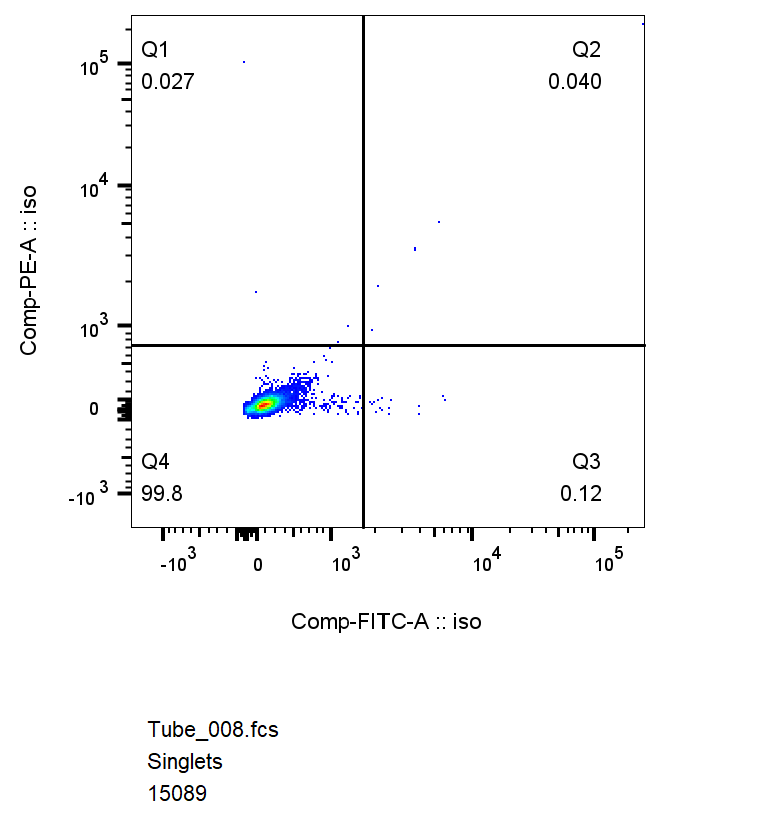 Q1
0.027
Q2
0.040
10^5
10^4
10^3
0
-10^3
Comp-PE-A :: iso
Q4
99.8
Q3
0.12
-10^3
0
10^3
10^4
10^5
Comp-FITC-A :: iso
Tube_008.fcs
Singlets
15089